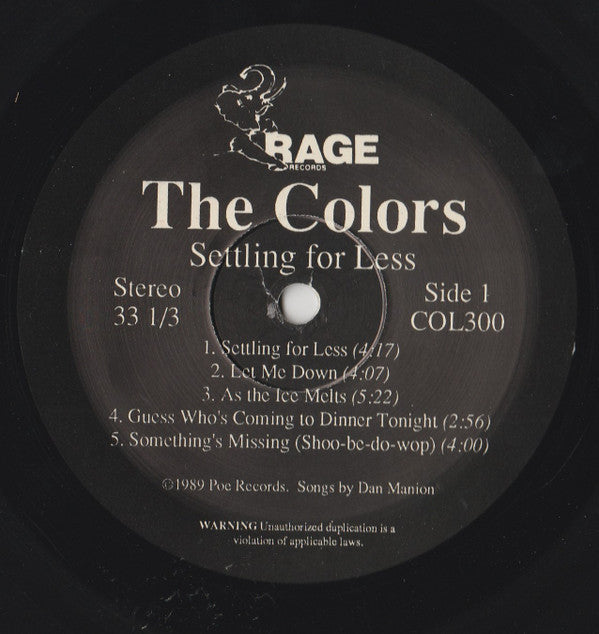 RAGE
RECORDS
The Colors
Settling for Less
Stereo
33 1/3
Side 1
COL300
1. Settling for Less (4:17)
2. Let Me Down (4:07)
3. As the Ice Melts (5:22)
4. Guess Who's Coming to Dinner Tonight (2:56)
5. Something's Missing (Shoo-be-do-wop) (4:00)
©1989 Poe Records. Songs by Dan Manion
WARNING Unauthorized duplication is a
violation of applicable laws.